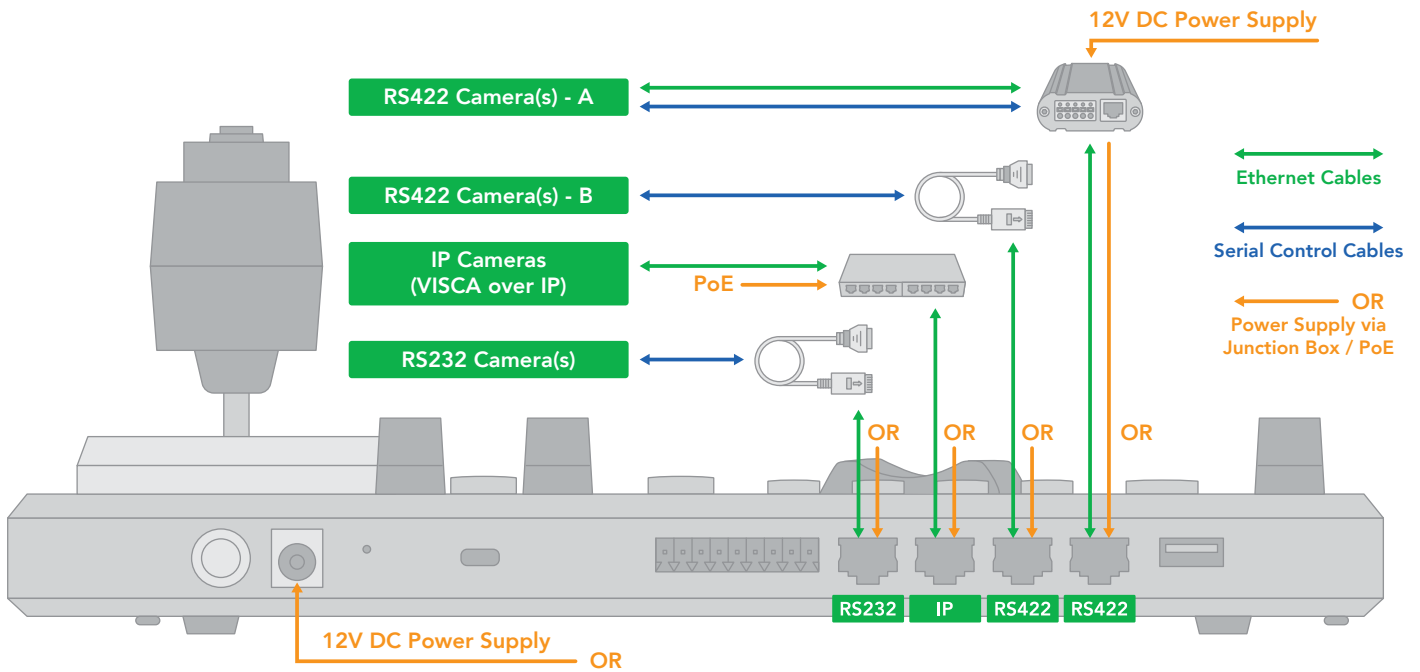 12V DC Power Supply
RS422 Camera(s) - A
Ethernet Cables
RS422 Camera(s) - B
Serial Control Cables
IP Cameras
(VISCA over IP)
PoE
OR
Power Supply via
Junction Box / PoE
RS232 Camera(s)
OR
OR
OR
OR
RS232
IP
RS422
RS422
12V DC Power Supply
OR